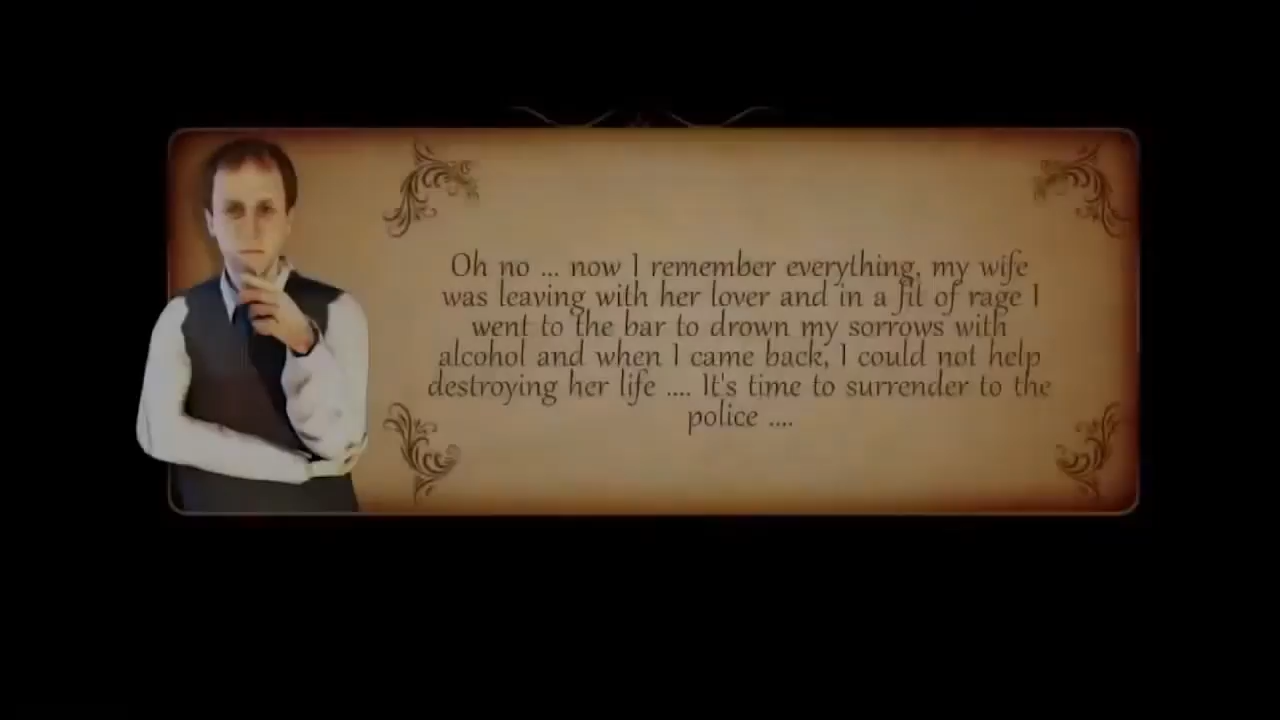 Oh no ... now I remember everything, my wife
was leaving with her lover and in a fit of rage I
went to the bar to drown my sorrows with
alcohol and when I came back, I could not help
destroying her life .... It's time to surrender to the
police ....